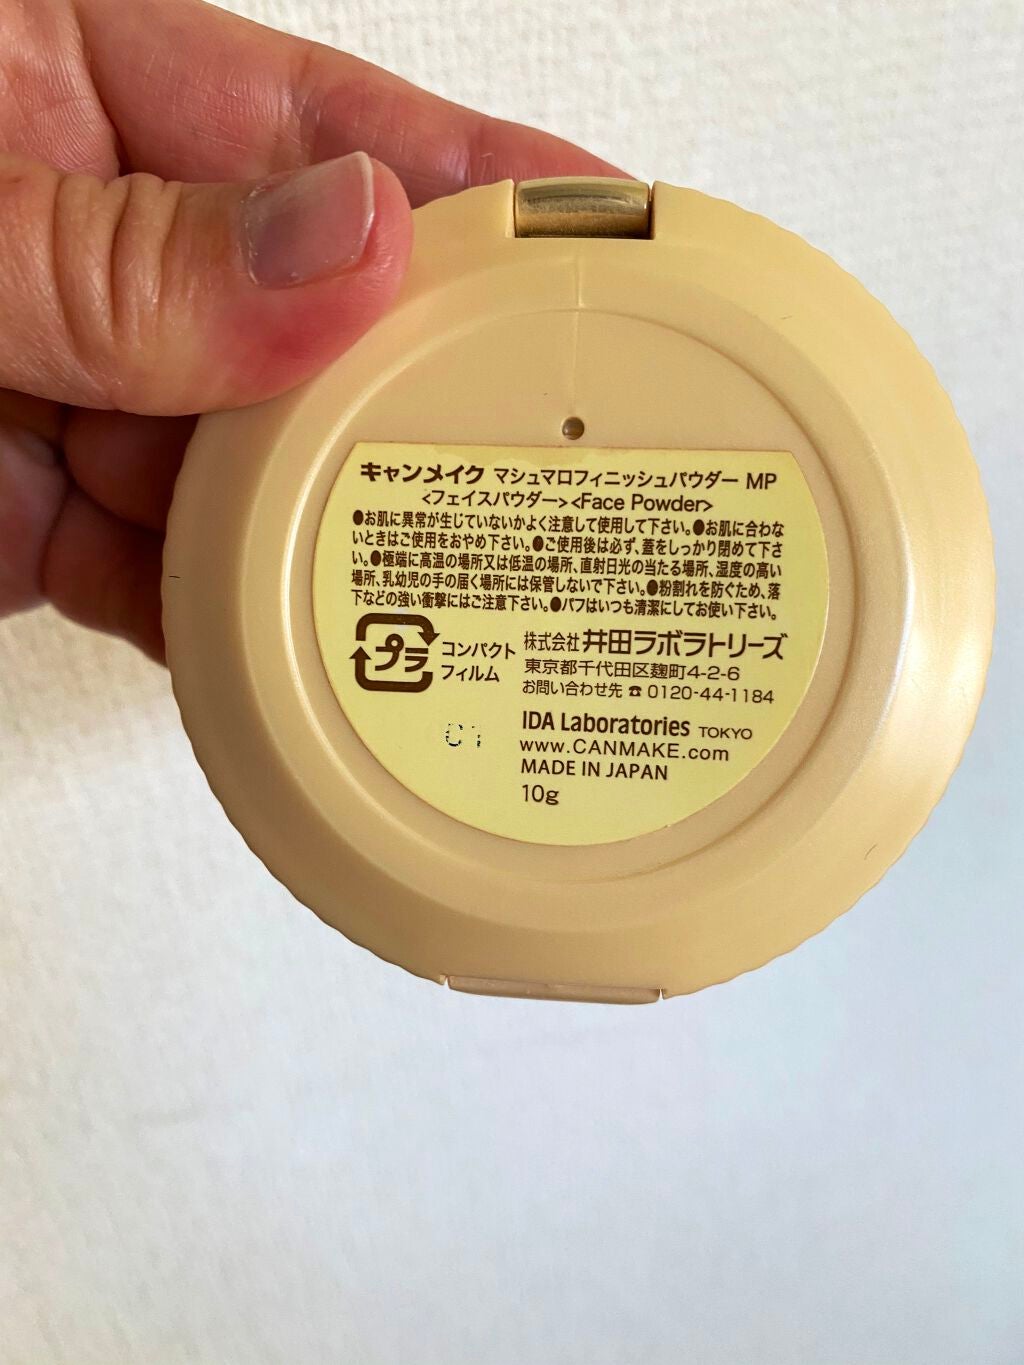 キャンメイク マシュマロフィニッシュパウダー MP
<フェイスパウダー><Face Powder>
●お肌に異常が生じていないかよく注意して使用して下さい。●お肌に合わな
いときはご使用をおやめ下さい。●ご使用後は必ず、蓋をしっかり閉めて下さ
い。●極端に高温の場所又は低温の場所、直射日光の当たる場所、湿度の高い
場所、乳幼児の手の届く場所には保管しないで下さい。●粉割れを防ぐため、落
下などの強い衝撃にはご注意下さい。●パフはいつも清潔にしてお使い下さい。
プラ
コンパクト
フィルム
株式会社 井田ラボラトリーズ
東京都千代田区麹町4-2-6
お問い合わせ先 ☎ 0120-44-1184
IDA Laboratories TOKYO
www.CANMAKE.com
MADE IN JAPAN
10g